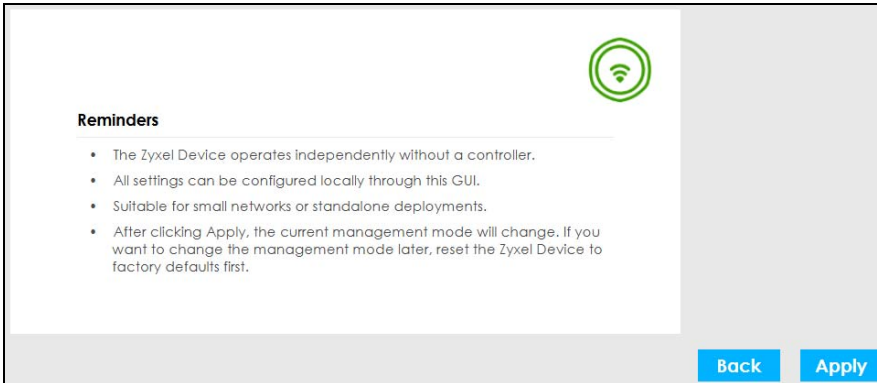 Reminders
• The Zyxel Device operates independently without a controller.
• All settings can be configured locally through this GUI.
• Suitable for small networks or standalone deployments.
• After clicking Apply, the current management mode will change. If you
want to change the management mode later, reset the Zyxel Device to
factory defaults first.
Back
Apply